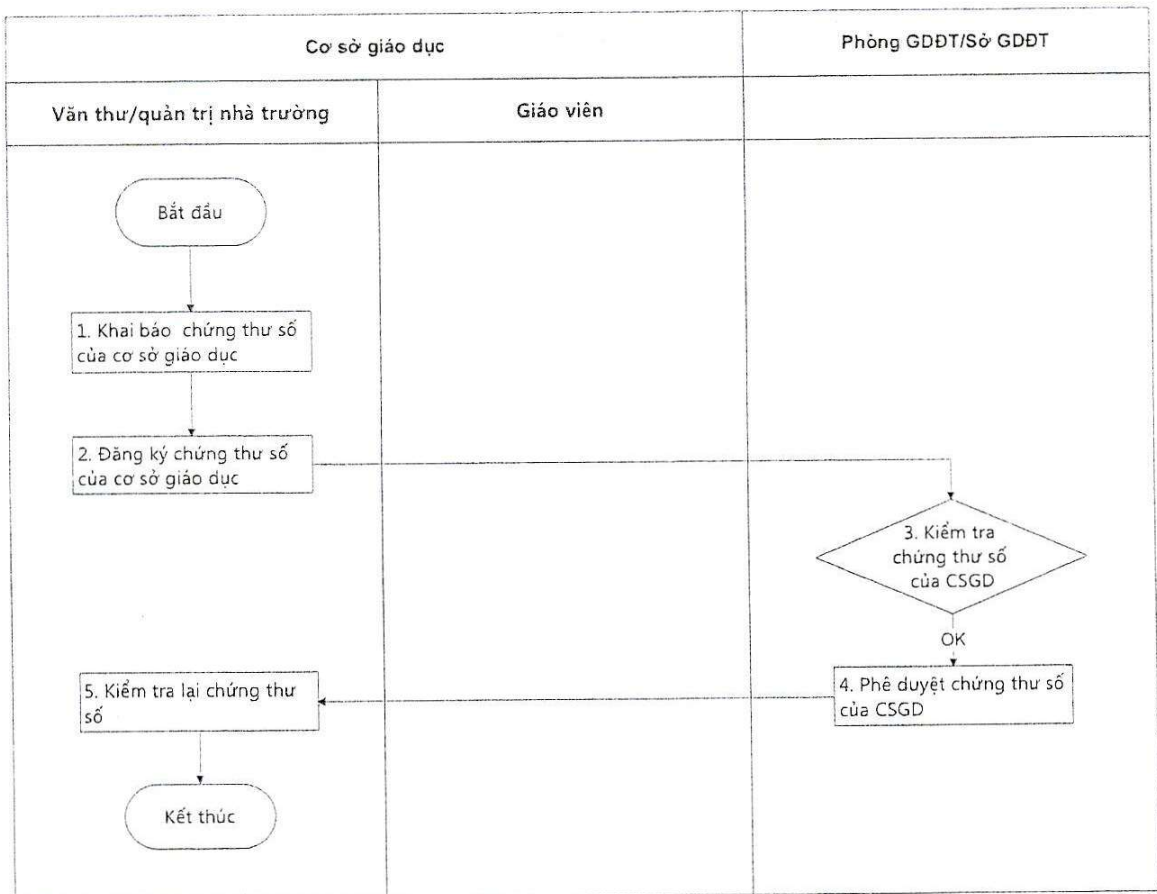 Cơ sở giáo dục
Phòng GDĐT/Sở GDĐT
Văn thư/quản trị nhà trường
Giáo viên
Bắt đầu
1. Khai báo chứng thư số
của cơ sở giáo dục
2. Đăng ký chứng thư số
của cơ sở giáo dục
3. Kiểm tra
chứng thư số
của CSGD
OK
4. Phê duyệt chứng thư số
của CSGD
5. Kiểm tra lại chứng thư
số
Kết thúc